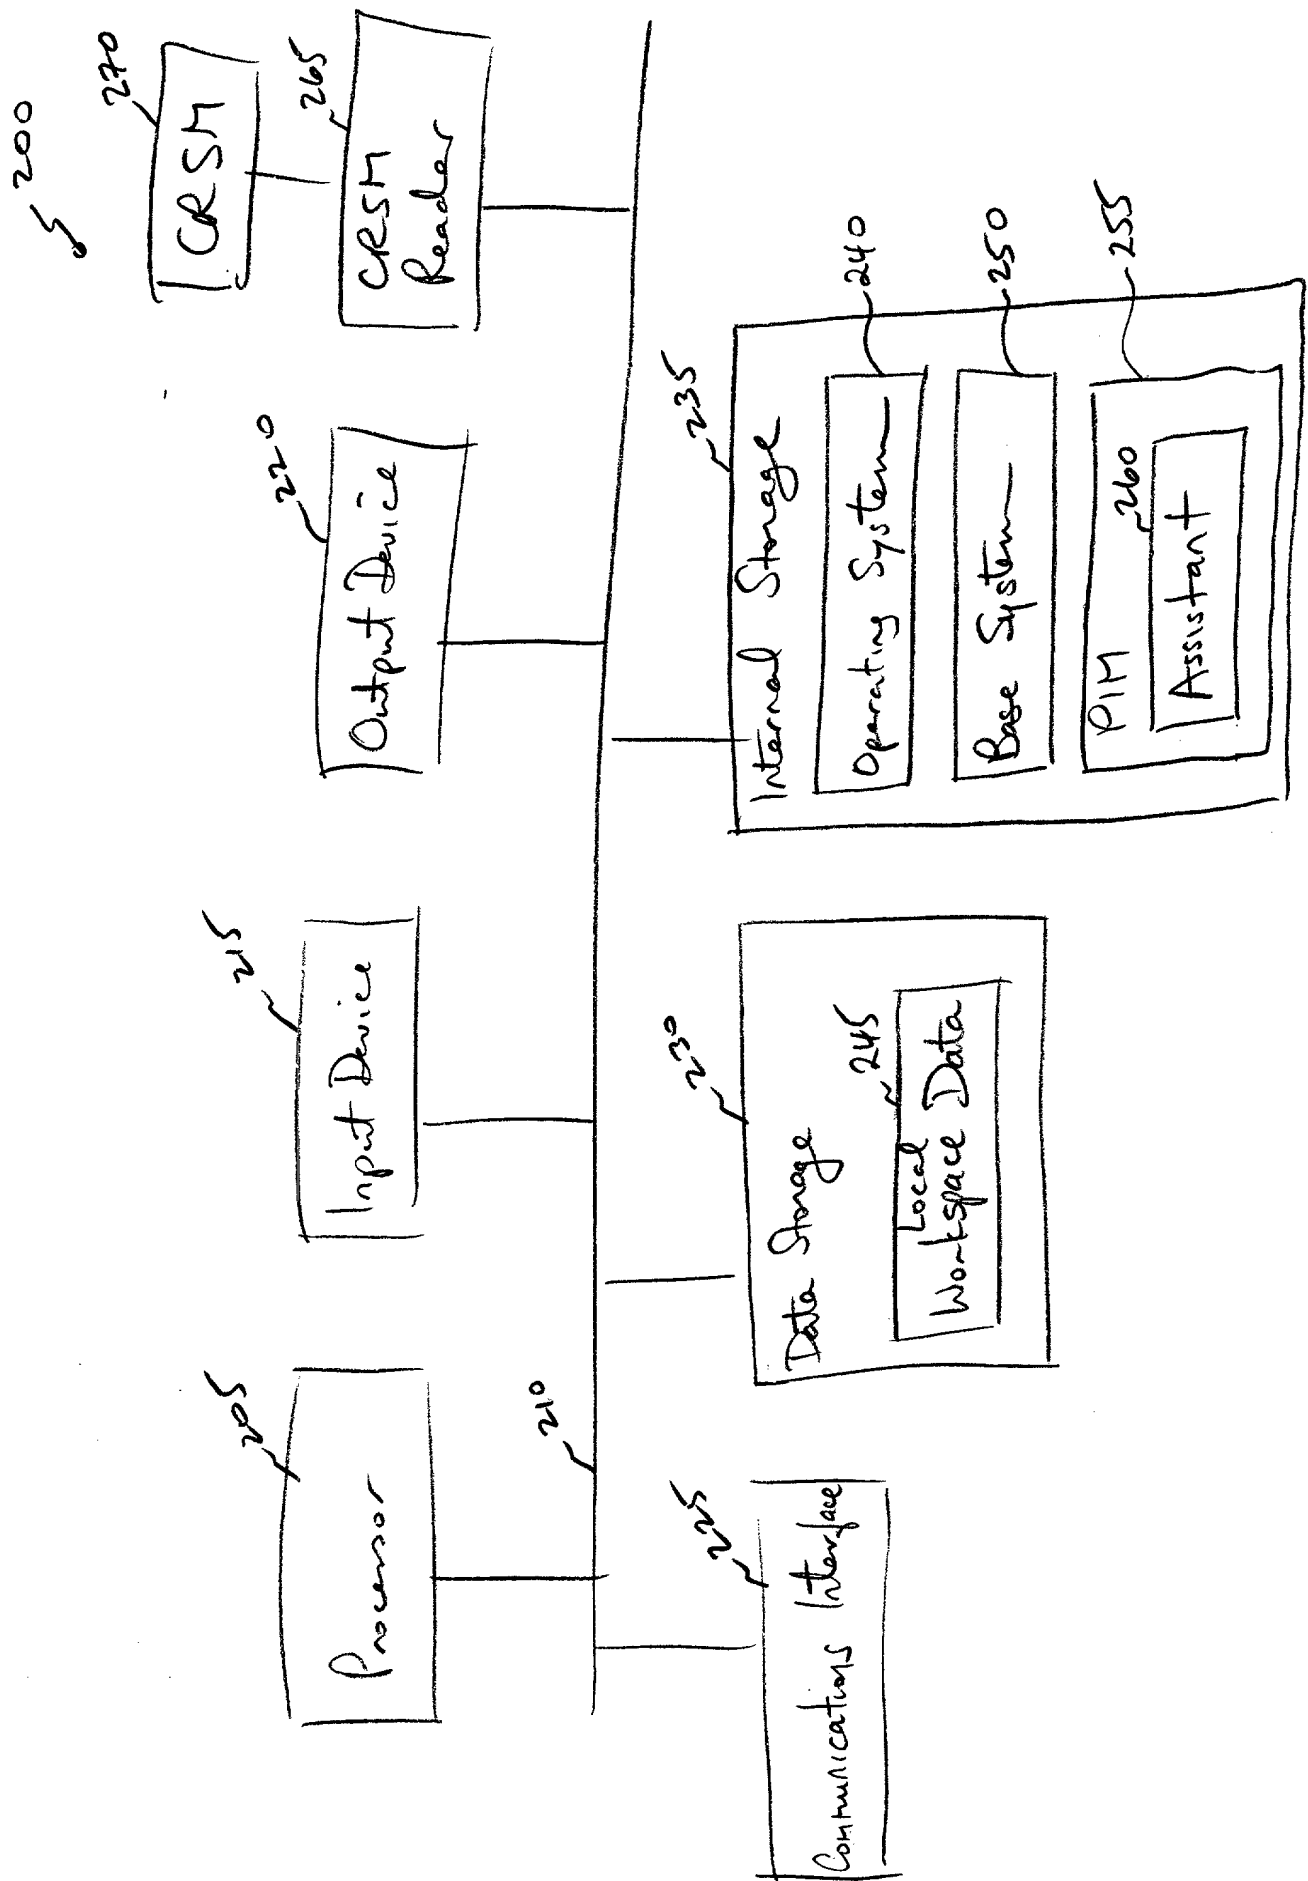 200
270
CRSM
265
CRSM
Reader
220
Output Device
215
Input Device
205
Processor
210
225
Communications Interface
230
Data Storage
245
Local
Workspace Data
235
Internal Storage
240
Operating System
250
Base System
255
PIM
260
Assistant